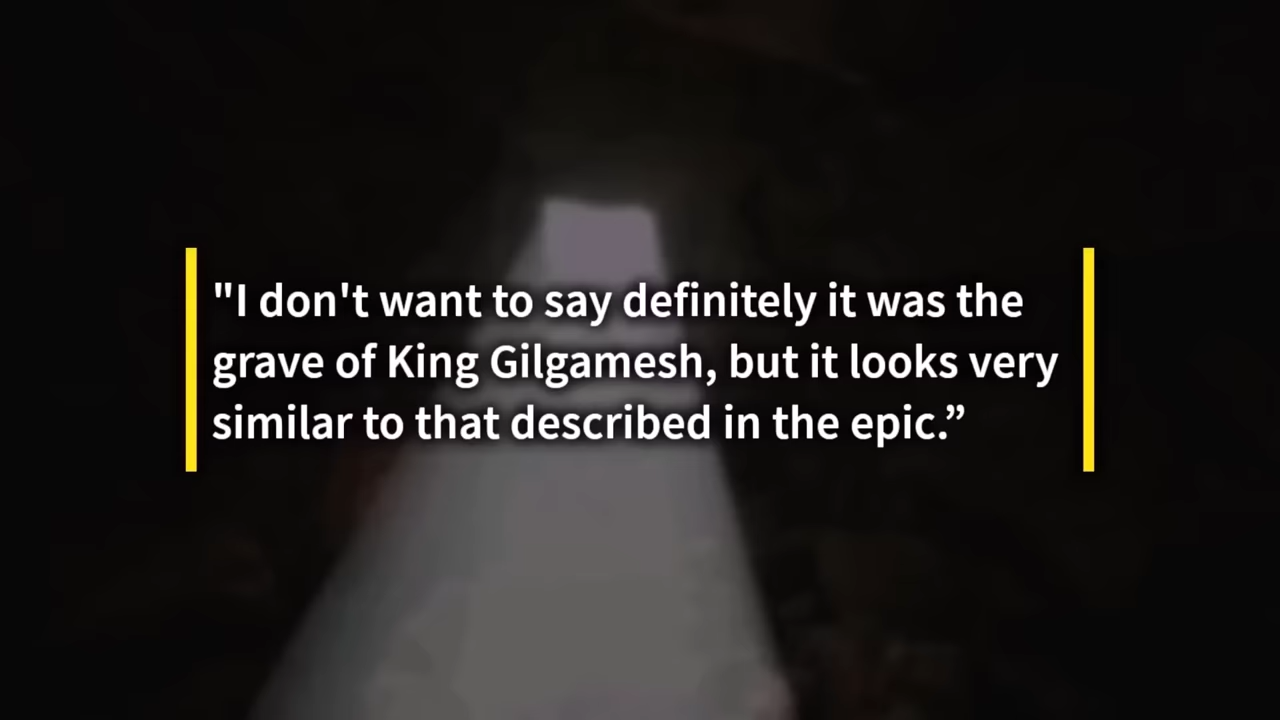 "I don't want to say definitely it was the
grave of King Gilgamesh, but it looks very
similar to that described in the epic.”